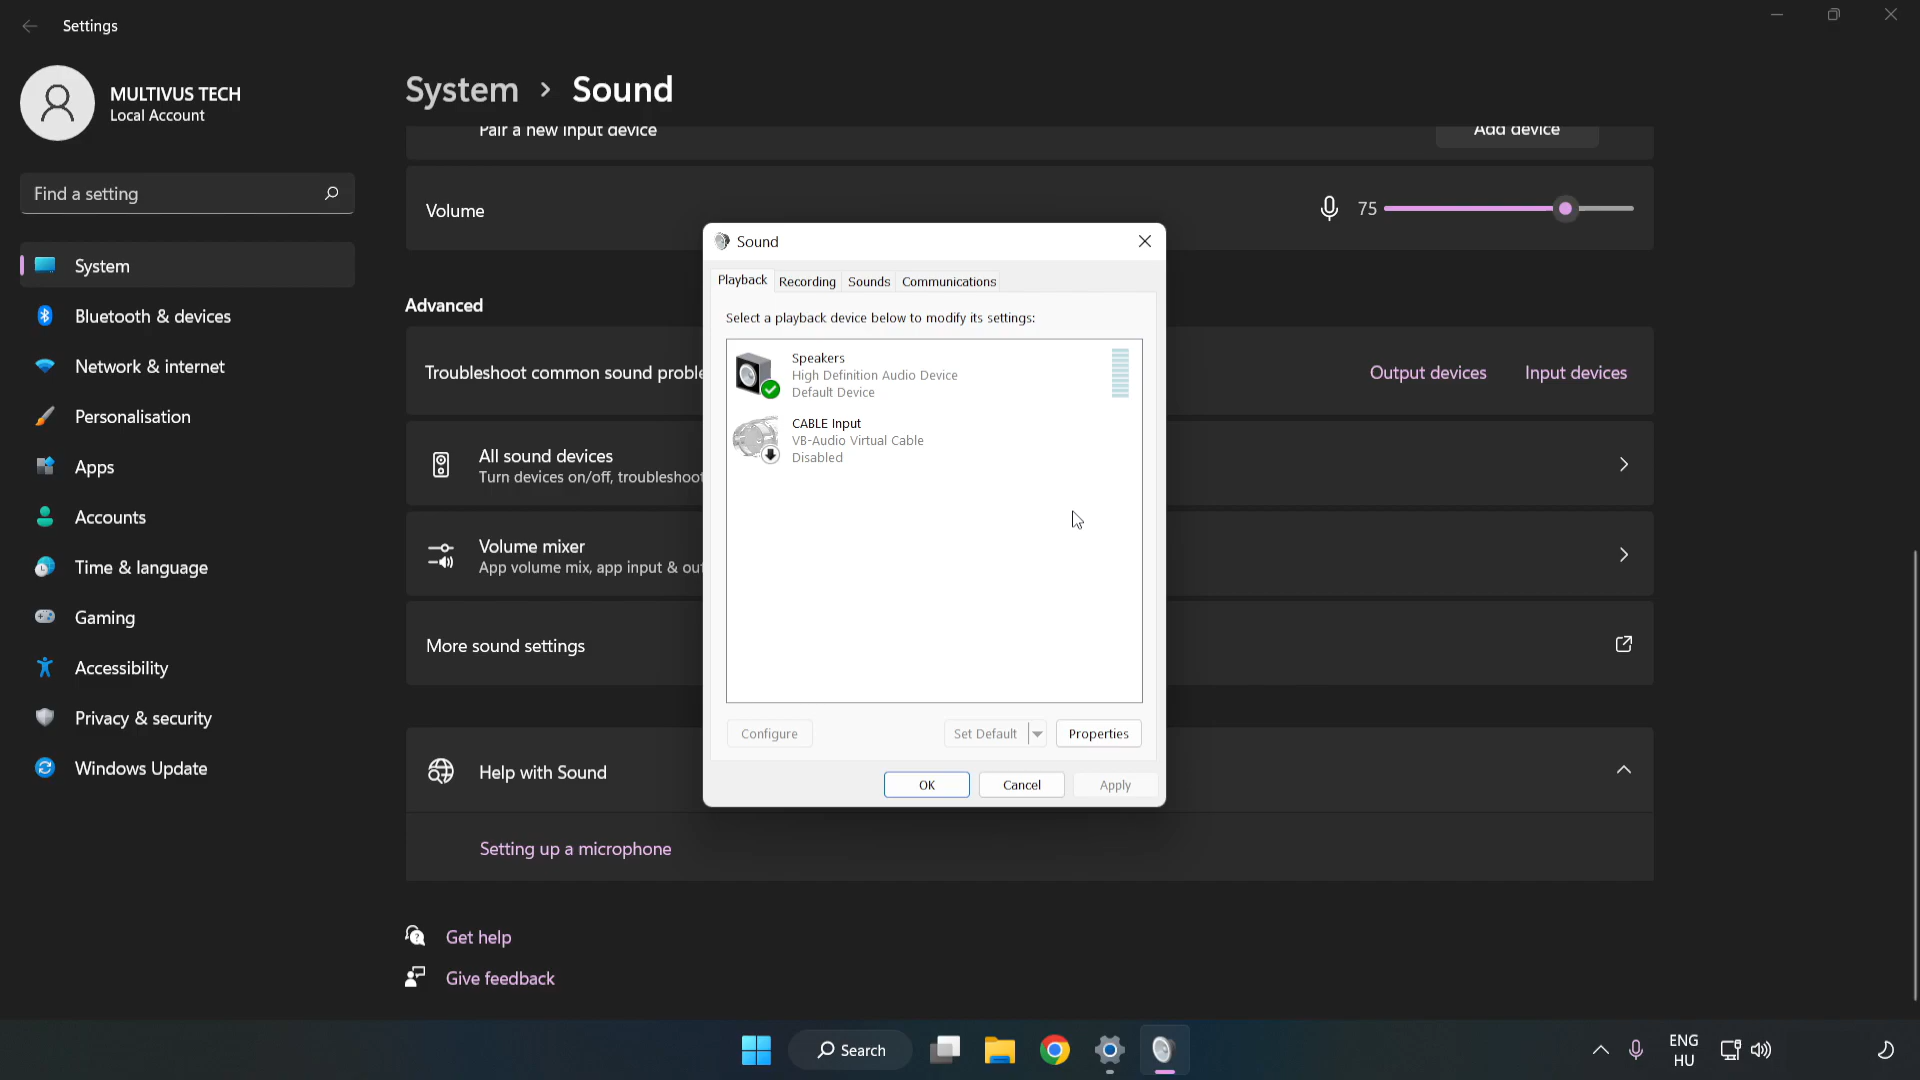 Settings
MULTIVUS TECH
Local Account
Find a setting
System
Bluetooth & devices
Network & internet
Personalisation
Apps
Accounts
Time & language
Gaming
Accessibility
Privacy & security
Windows Update
System › Sound
Pair a new input device
Add device
Volume
75
Advanced
Troubleshoot common sound proble
Output devices
Input devices
All sound devices
Turn devices on/off, troubleshoot
Volume mixer
App volume mix, app input & out
More sound settings
Help with Sound
Setting up a microphone
Get help
Give feedback
Sound
Playback
Recording
Sounds
Communications
Select a playback device below to modify its settings:
Speakers
High Definition Audio Device
Default Device
CABLE Input
VB-Audio Virtual Cable
Disabled
Configure
Set Default
Properties
OK
Cancel
Apply
Search
ENG
HU